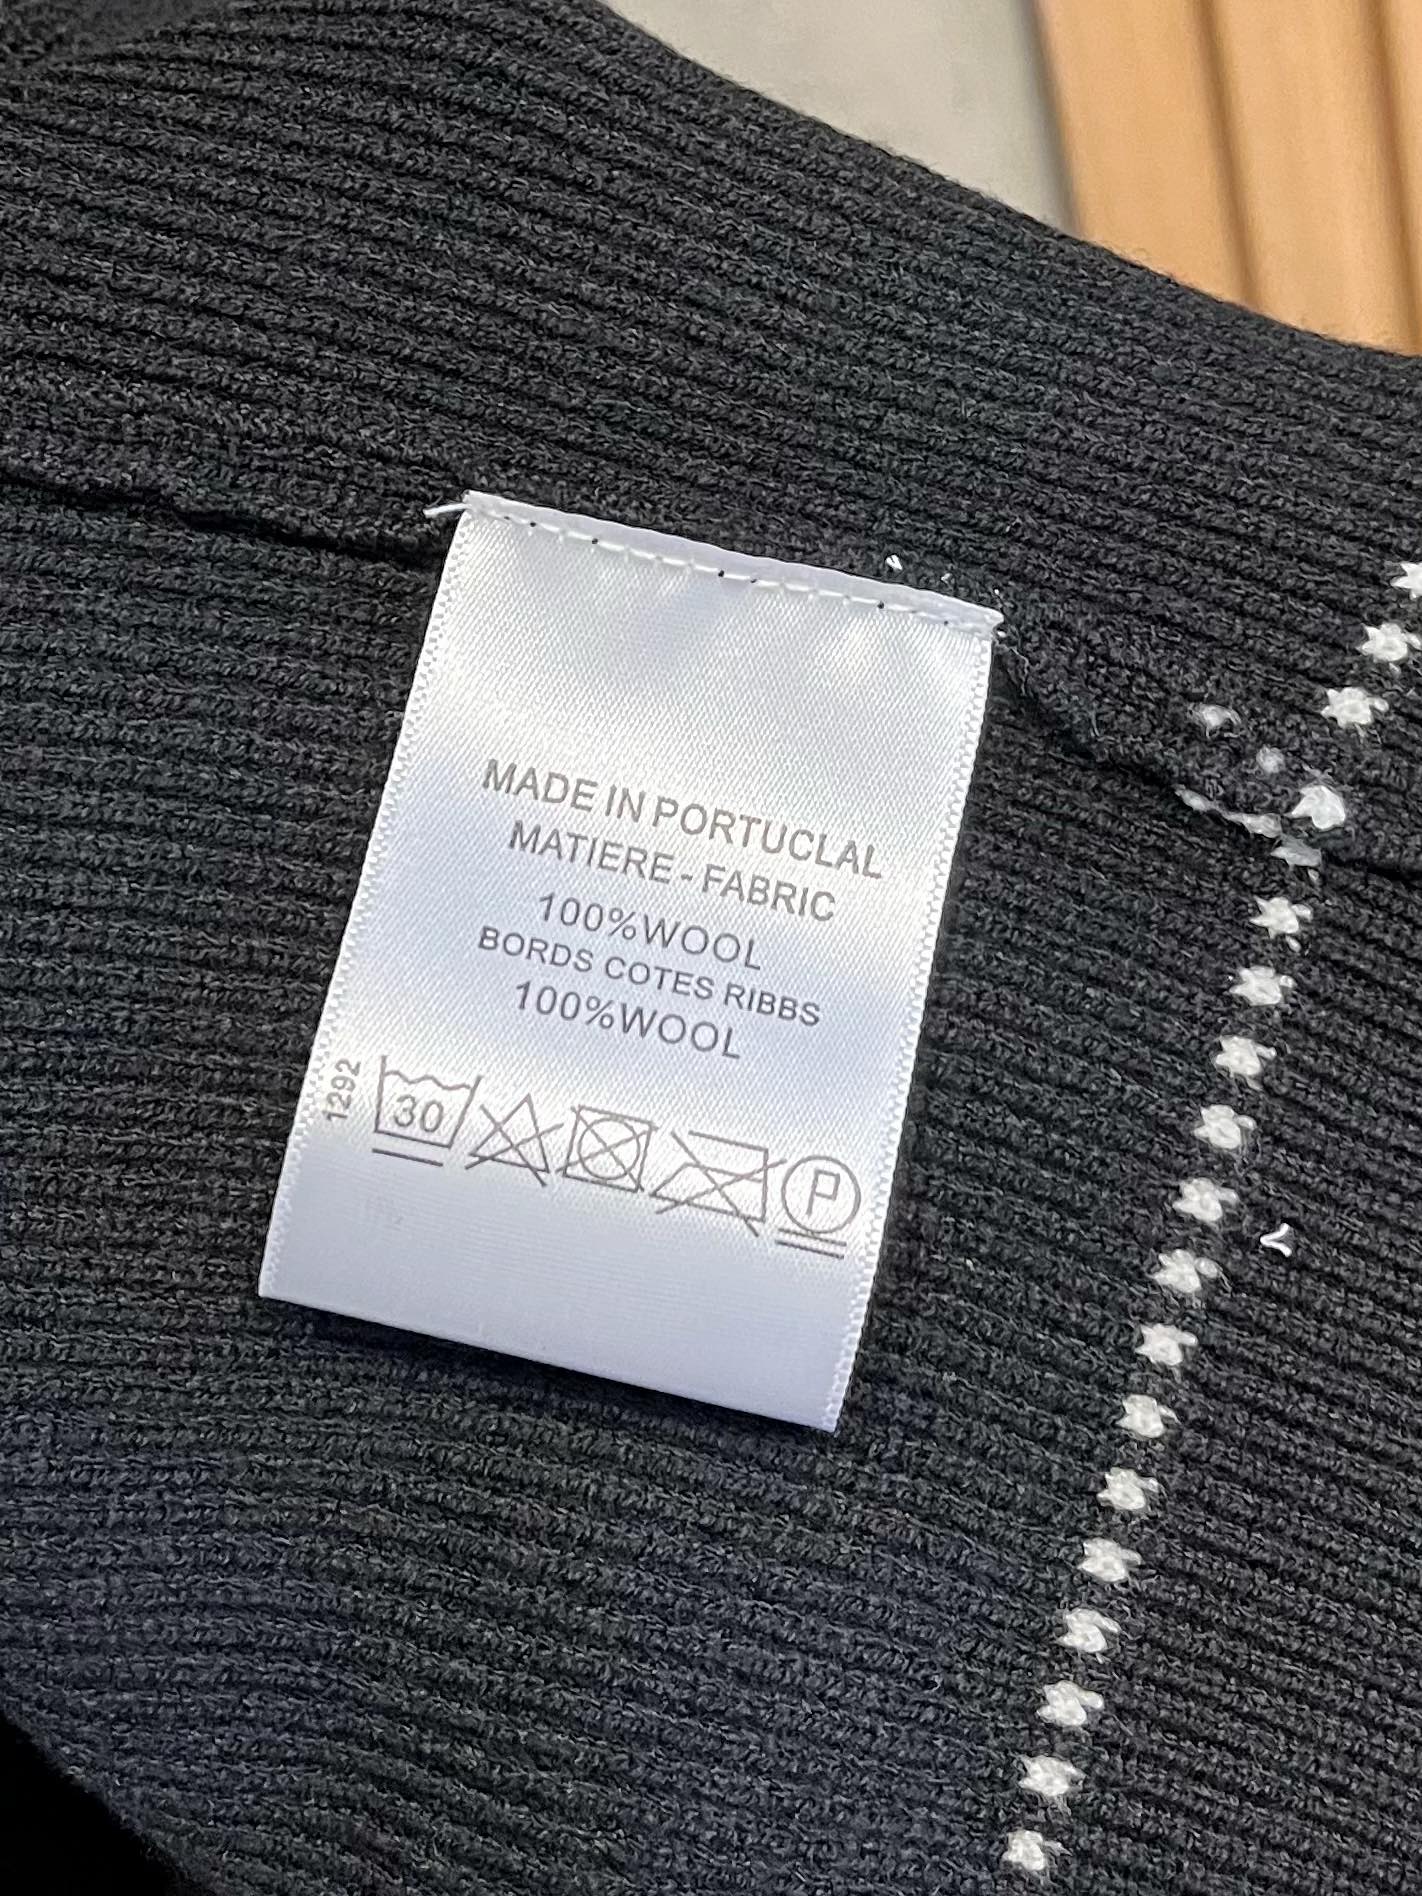 MADE IN PORTUCLAL
MATIERE - FABRIC
100%WOOL
BORDS COTES RIBBS
100%WOOL
1292
30
P